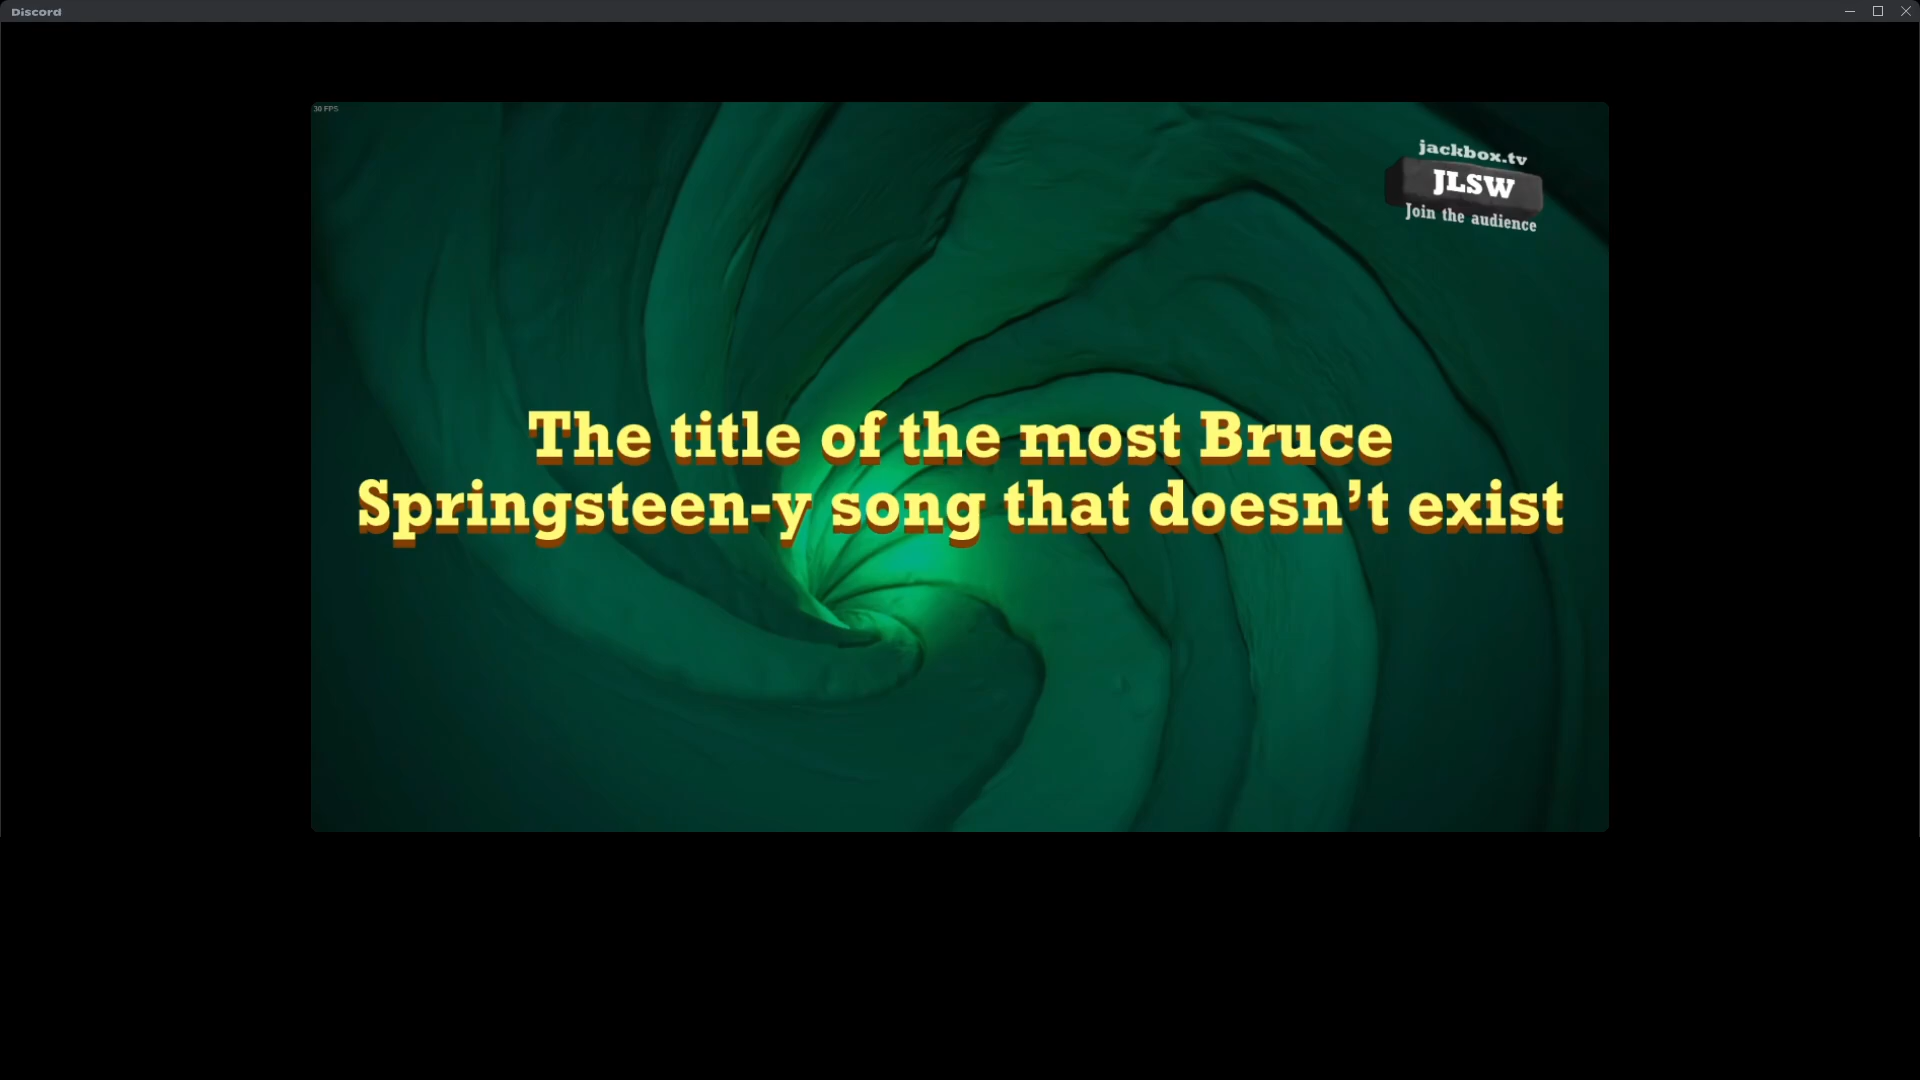 Discord
30 FPS
jackbox.tv
JLSW
Join the audience
The title of the most Bruce
Springsteen-y song that doesn't exist